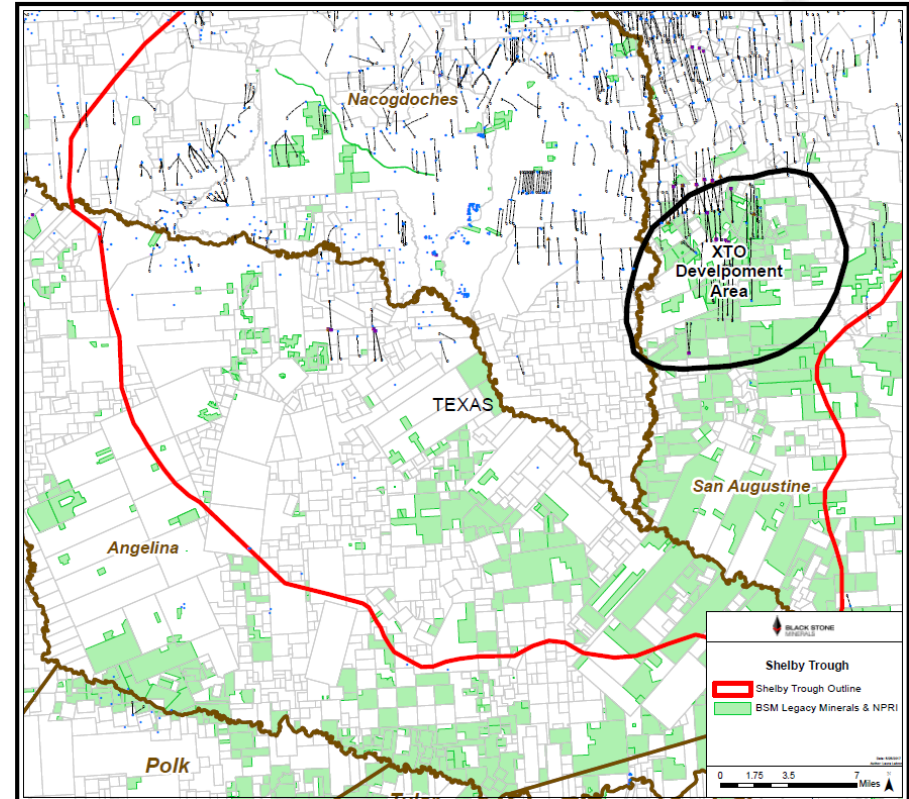 Nacogdoches
XTO
Develpoment
Area
TEXAS
San Augustine
Angelina
Polk
Tyler
BLACK STONE
MINERALS
Shelby Trough
Shelby Trough Outline
BSM Legacy Minerals & NPRI
0 1.75 3.5 7
Miles
N